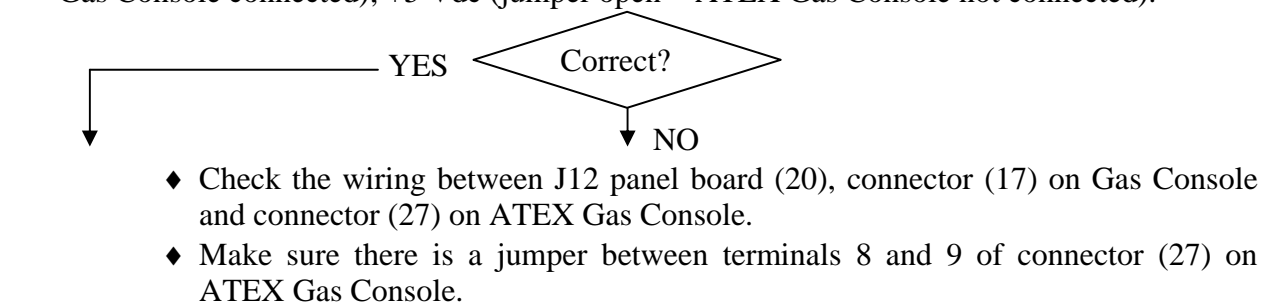 Gas Console connected), +5 Vdc (jumper open = ATEX Gas Console not connected).
YES Correct?
NO
♦ Check the wiring between J12 panel board (20), connector (17) on Gas Console
and connector (27) on ATEX Gas Console.
♦ Make sure there is a jumper between terminals 8 and 9 of connector (27) on
ATEX Gas Console.